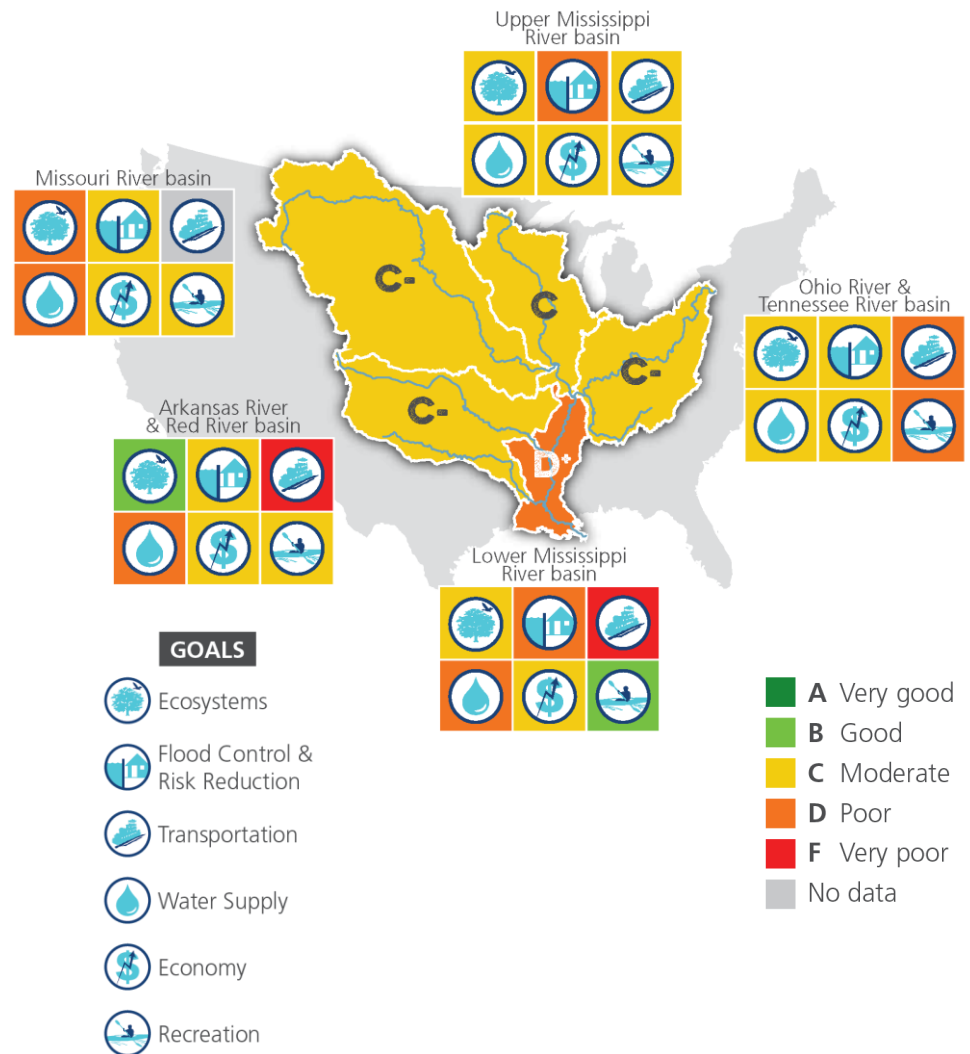 Upper Mississippi
River basin
Missouri River basin
C-
C
Ohio River &
Tennessee River basin
C-
Arkansas River
& Red River basin
C-
D+
Lower Mississippi
River basin
GOALS
Ecosystems
Flood Control &
Risk Reduction
Transportation
Water Supply
Economy
Recreation
A Very good
B Good
C Moderate
D Poor
F Very poor
No data